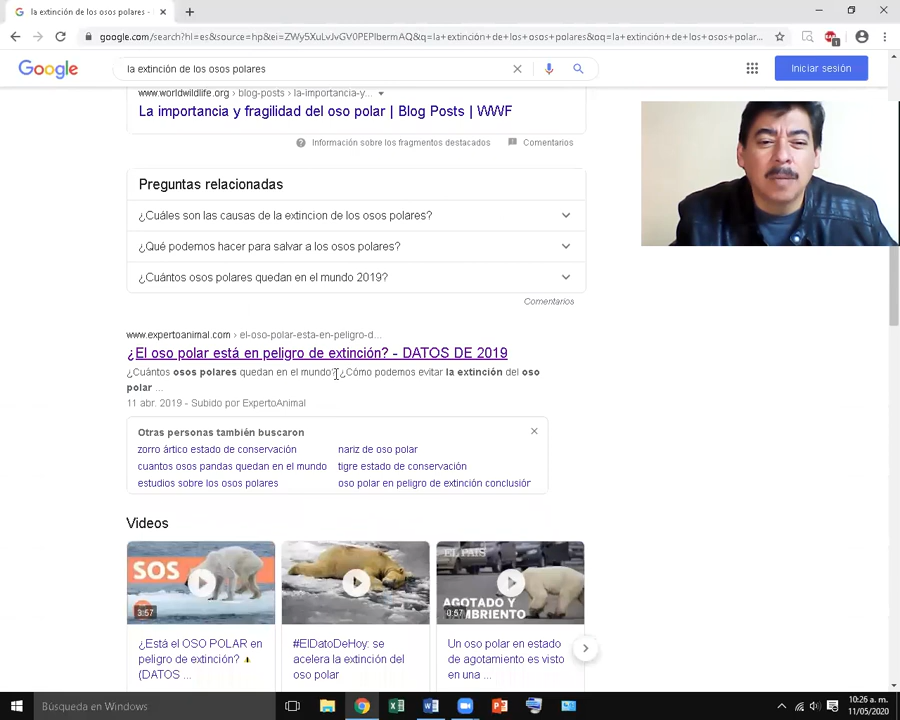 la extinción de los osos polares -
google.com/search?hl=es&source=hp&ei=ZWy5XuLvJvGV0PEPIbermAQ&q=la+extinción+de+los+osos+polares&oq=la+extinción+de+los+osos+polar...
Google
la extinción de los osos polares
Iniciar sesión
www.worldwildlife.org › blog-posts › la-importancia-y...
La importancia y fragilidad del oso polar | Blog Posts | WWF
Información sobre los fragmentos destacados
Comentarios
Preguntas relacionadas
¿Cuáles son las causas de la extincion de los osos polares?
¿Qué podemos hacer para salvar a los osos polares?
¿Cuántos osos polares quedan en el mundo 2019?
Comentarios
www.expertoanimal.com › el-oso-polar-esta-en-peligro-d...
¿El oso polar está en peligro de extinción? - DATOS DE 2019
¿Cuántos osos polares quedan en el mundo? ¿Cómo podemos evitar la extinción del oso
polar ...
11 abr. 2019 - Subido por ExpertoAnimal
Otras personas también buscaron
zorro ártico estado de conservación
nariz de oso polar
cuantos osos pandas quedan en el mundo
tigre estado de conservación
estudios sobre los osos polares
oso polar en peligro de extinción conclusión
Videos
SOS
3:57
EL PAÍS
AGOTADO Y
HAMBRIENTO
0:57
¿Está el OSO POLAR en
peligro de extinción?
(DATOS ...
#ElDatoDeHoy: se
acelera la extinción del
oso polar
Un oso polar en estado
de agotamiento es visto
en una ...
Búsqueda en Windows
10:26 a. m.
11/05/2020